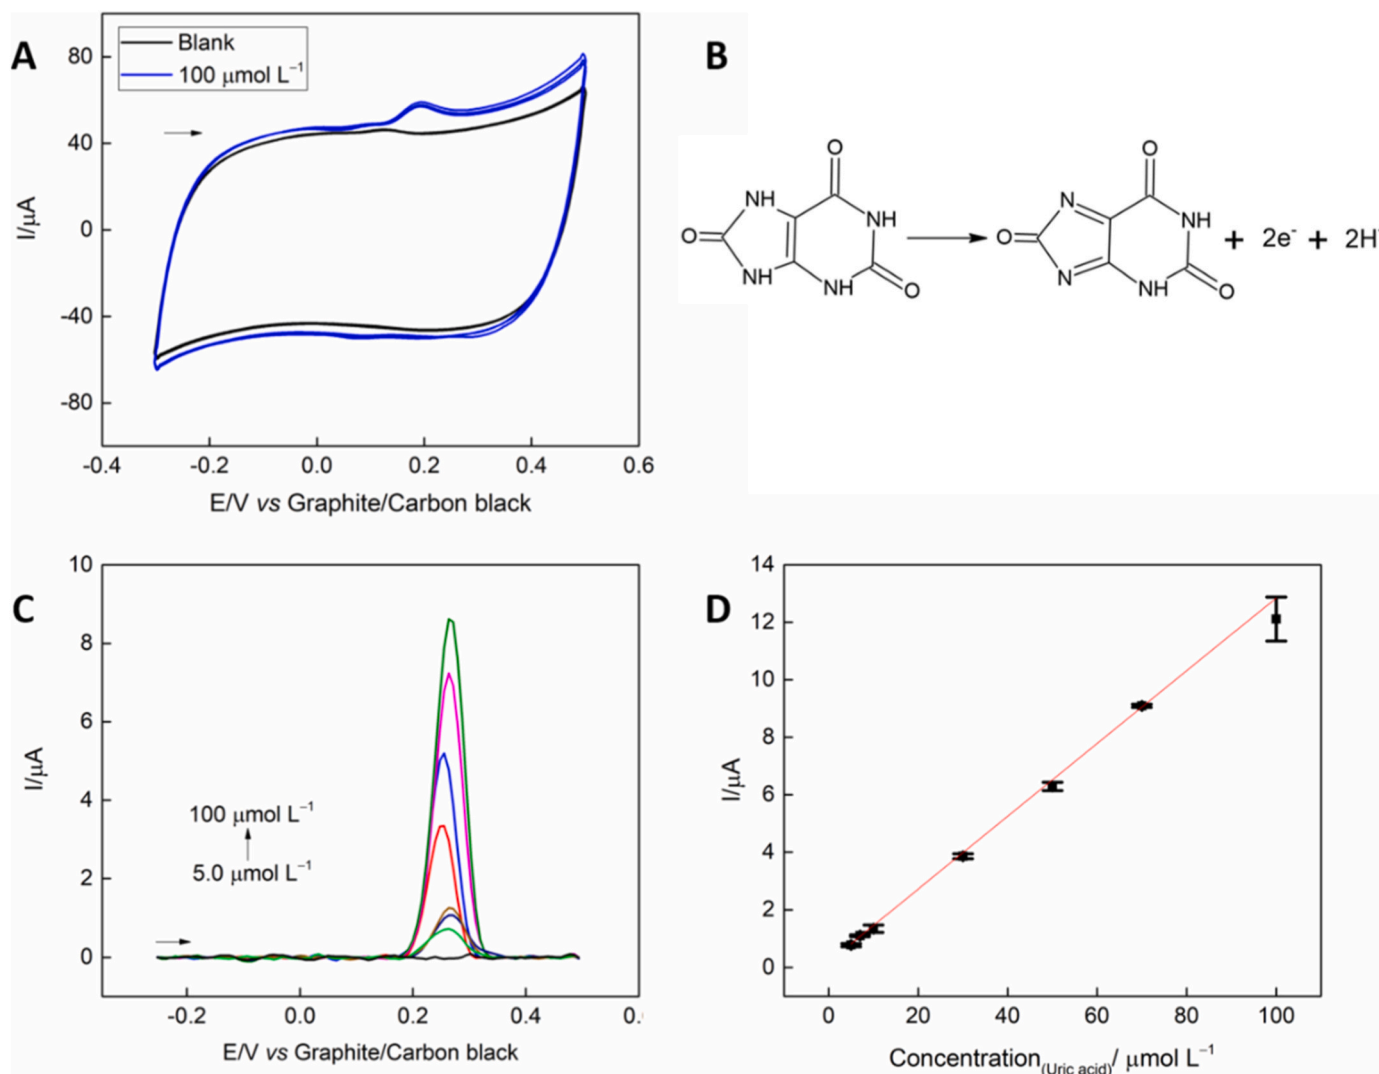 A
Blank
100 μmol L⁻¹
80
40
0
-40
-80
I/μA
-0.4 -0.2 0.0 0.2 0.4 0.6
E/V vs Graphite/Carbon black
B
O
NH
O
NH
NH
NH
O
O
N
O
NH
N
NH
O
+ 2e⁻ + 2H
C
10
8
6
4
2
0
I/μA
100 μmol L⁻¹
5.0 μmol L⁻¹
-0.2 0.0 0.2 0.4 0.
E/V vs Graphite/Carbon black
D
14
12
10
8
6
4
2
0
I/μA
0 20 40 60 80 100
Concentration(Uric acid)/ μmol L⁻¹